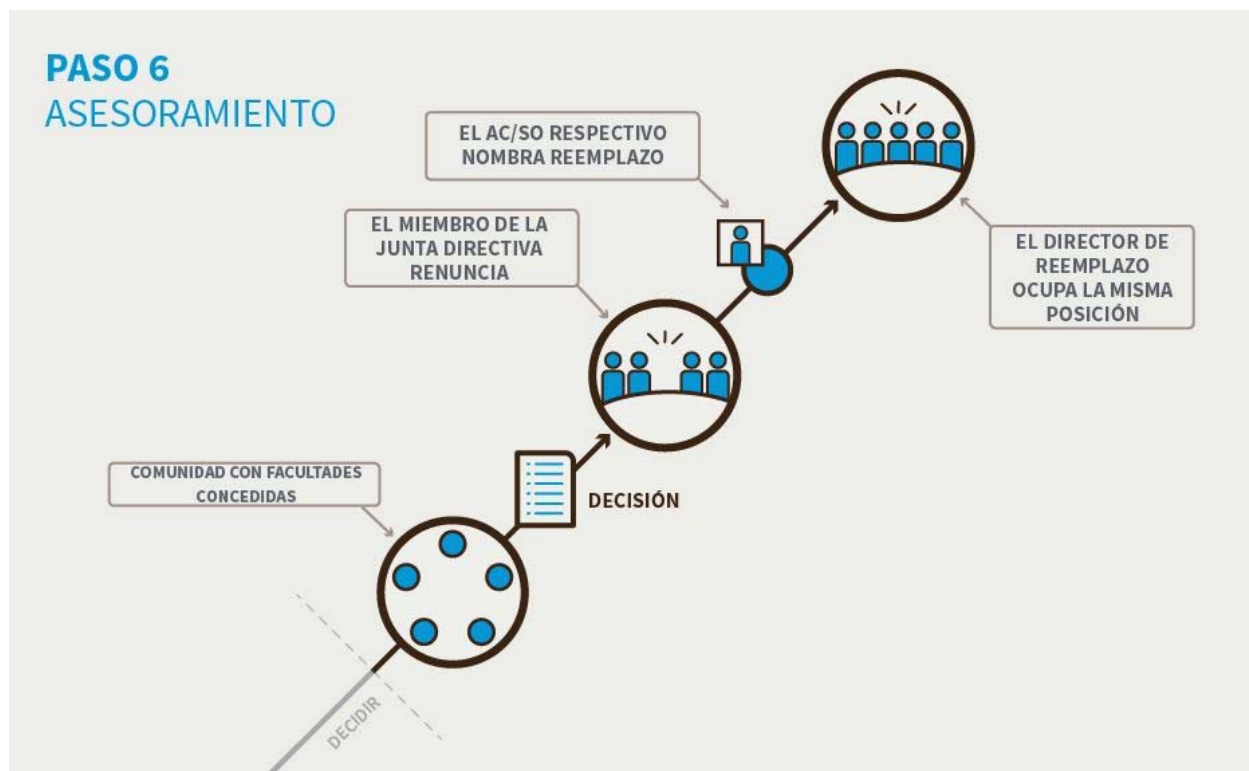 PASO 6
ASESORAMIENTO
EL AC/SO RESPECTIVO
NOMBRA REEMPLAZO
EL MIEMBRO DE LA
JUNTA DIRECTIVA
RENUNCIA
EL DIRECTOR DE
REEMPLAZO
OCUPA LA MISMA
POSICIÓN
COMUNIDAD CON FACULTADES
CONCEDIDAS
DECISIÓN
DECIDIR